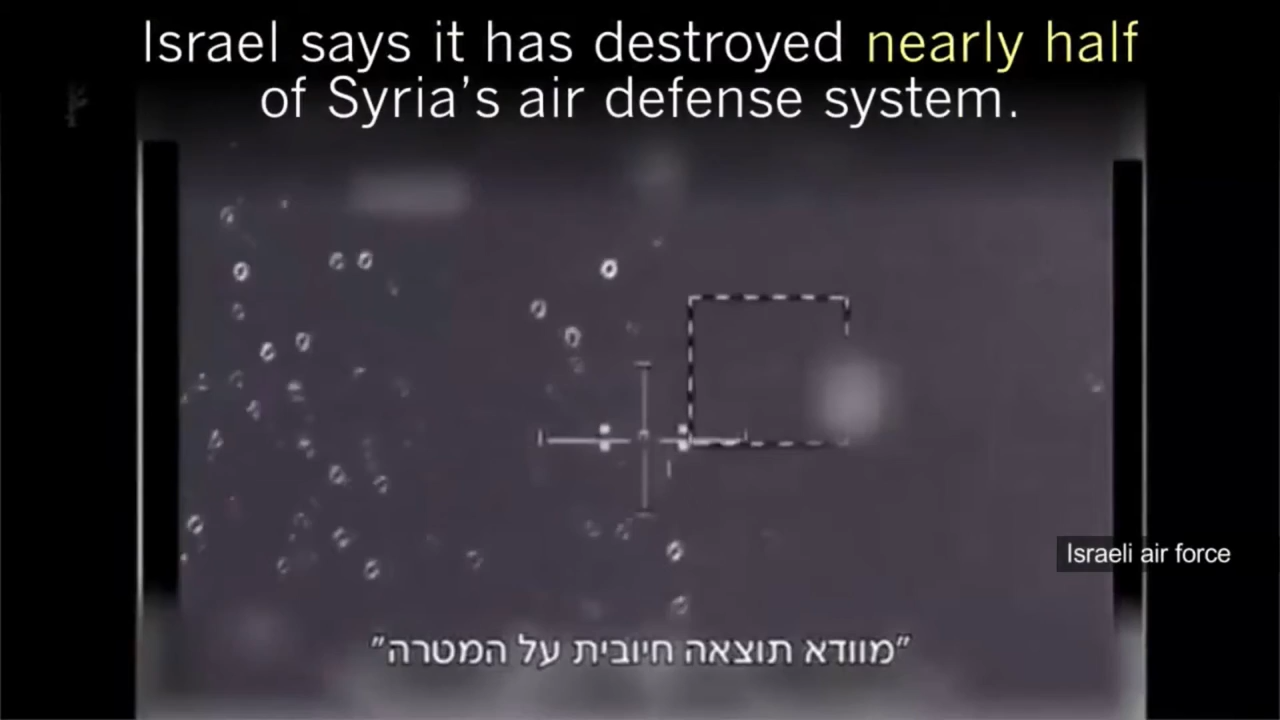 Israel says it has destroyed nearly half
of Syria's air defense system.
Israeli air force
"מוודא תוצאה חיובית על המטרה"